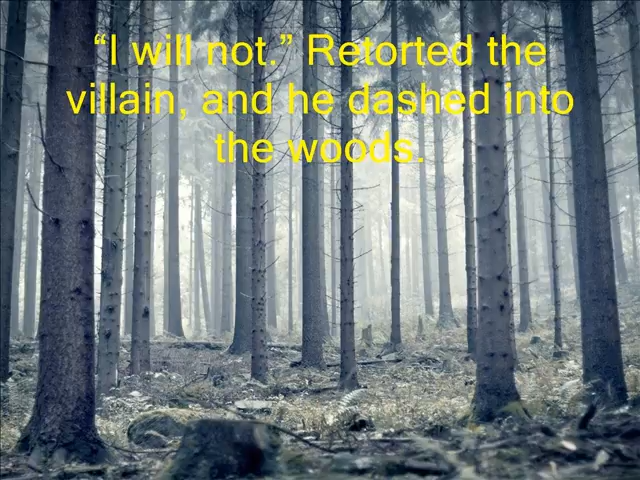 “I will not.” Retorted the
villain, and he dashed into
the woods.